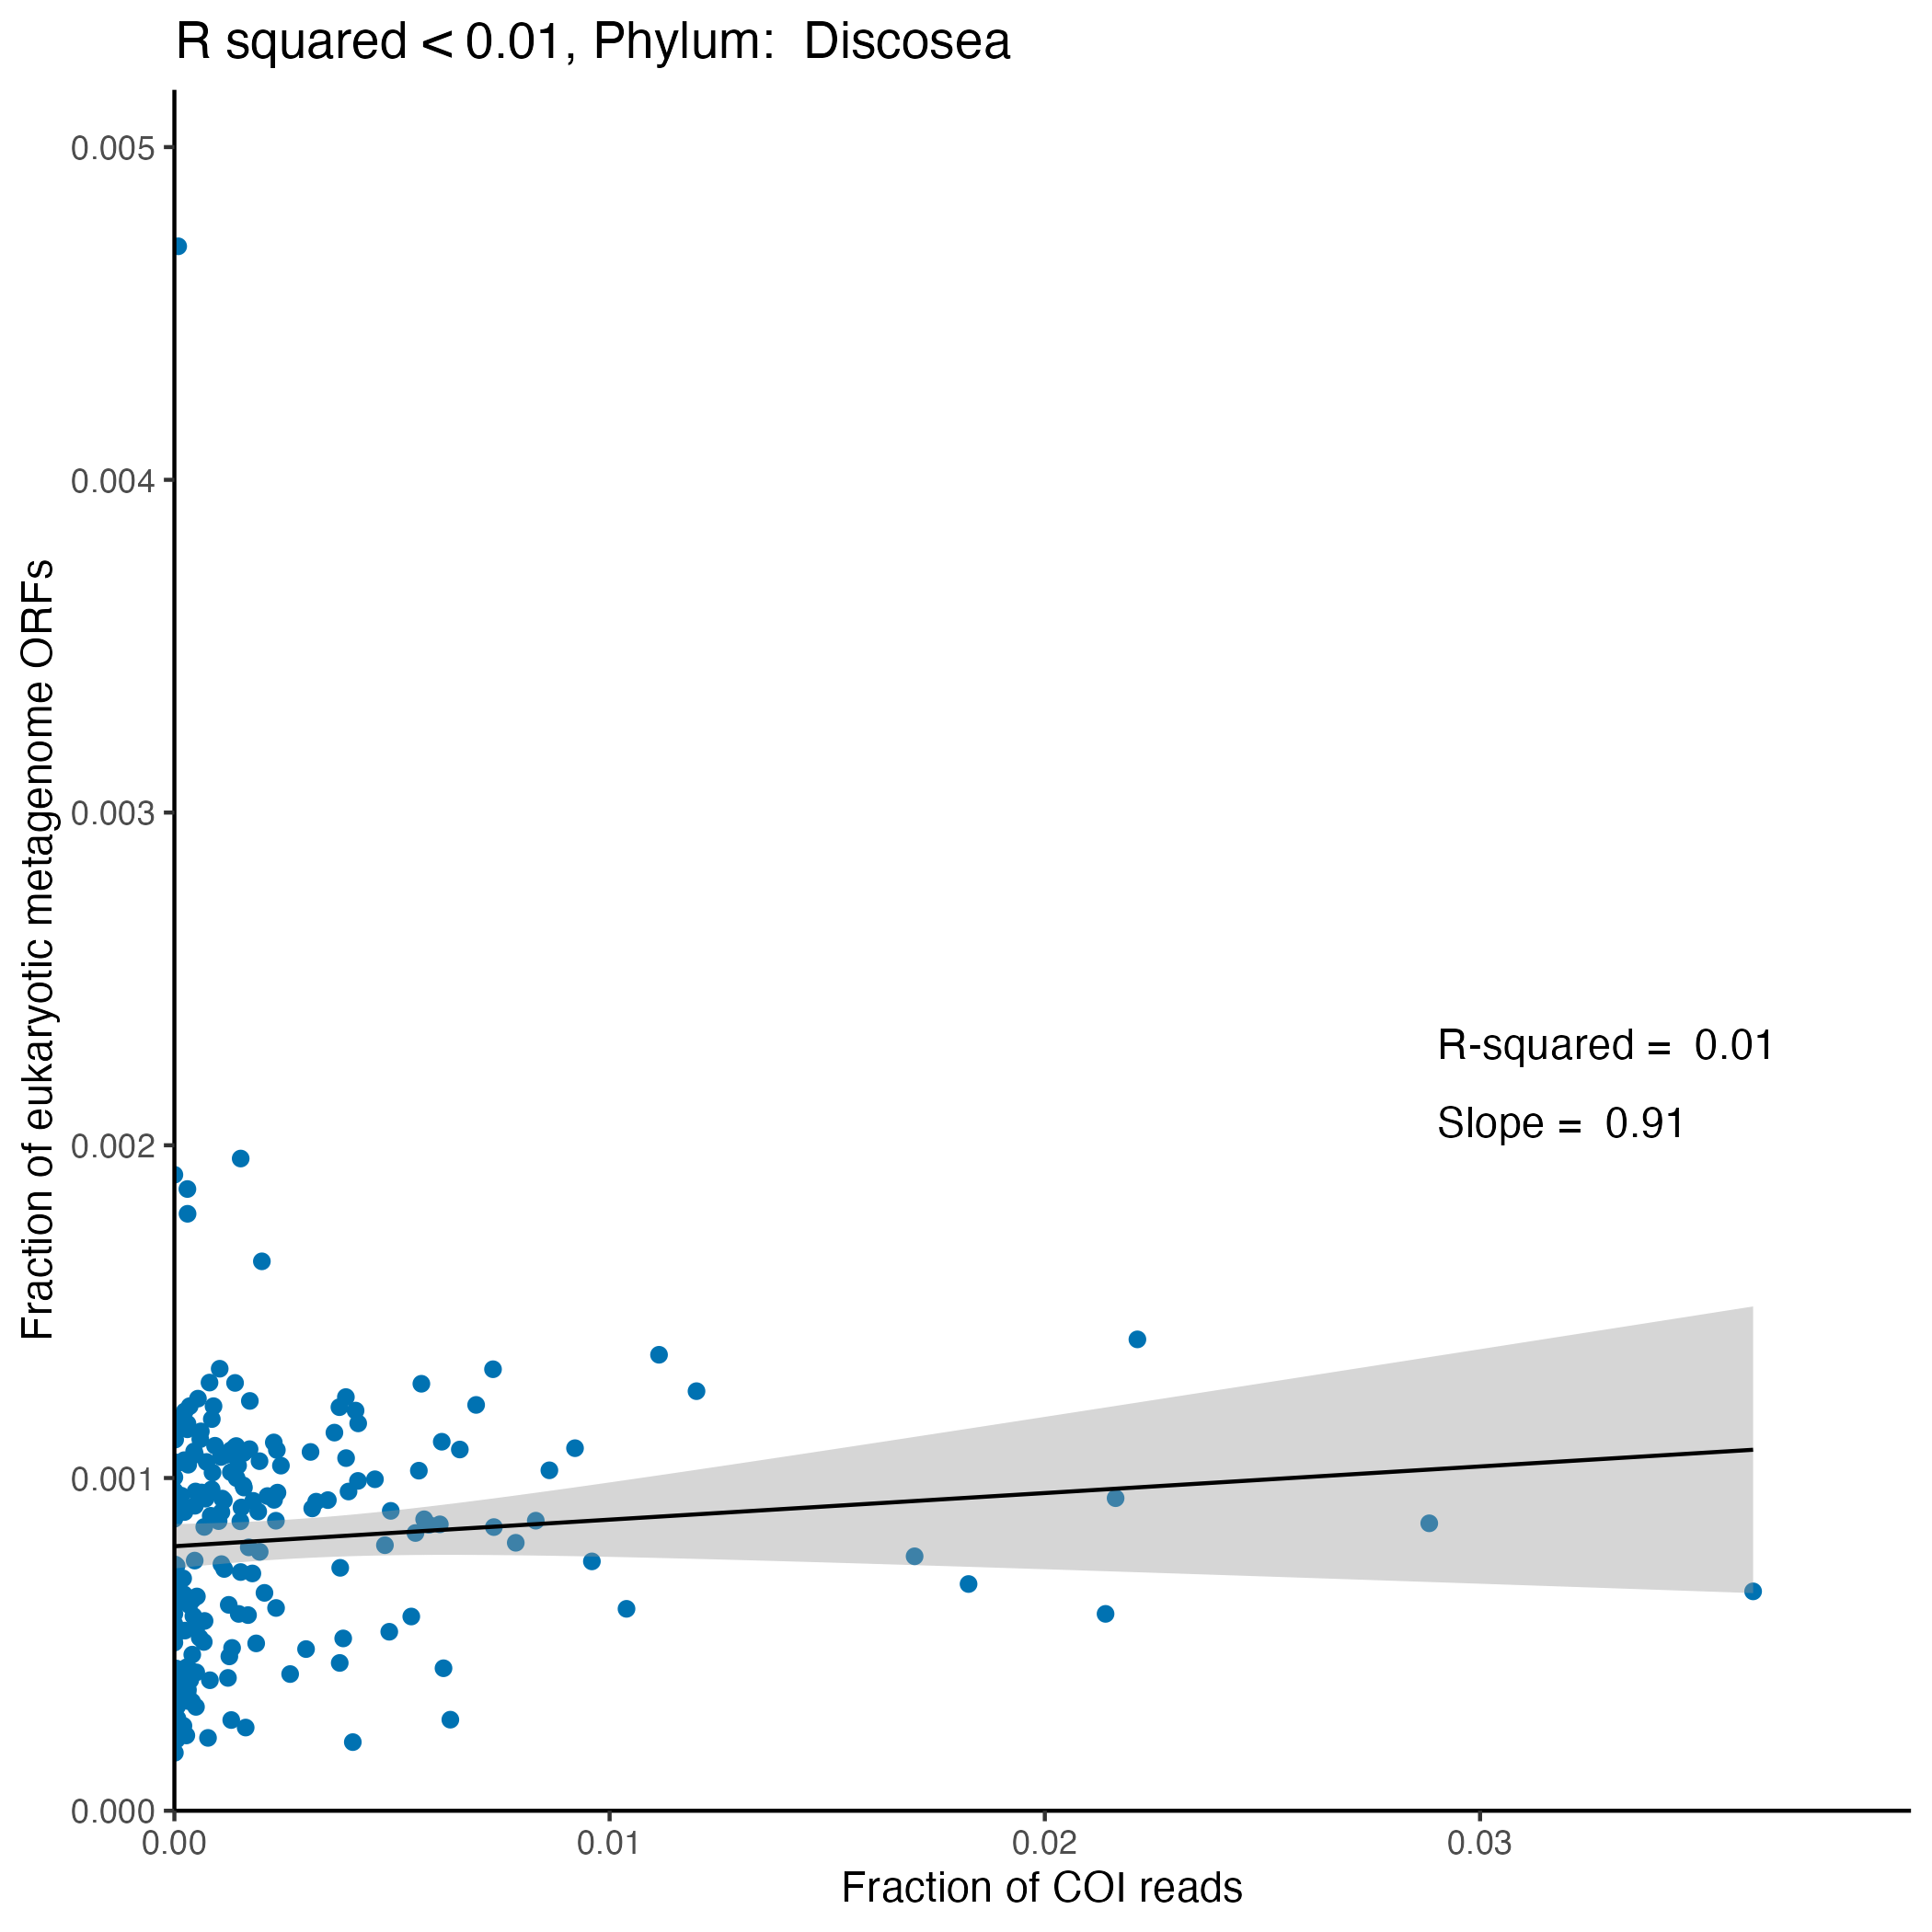 R squared < 0.01, Phylum:  Discosea
0.005
0.004
0.003
0.002
0.001
0.000
Fraction of eukaryotic metagenome ORFs
R-squared =  0.01
Slope =  0.91
0.00 0.01 0.02 0.03
Fraction of COI reads